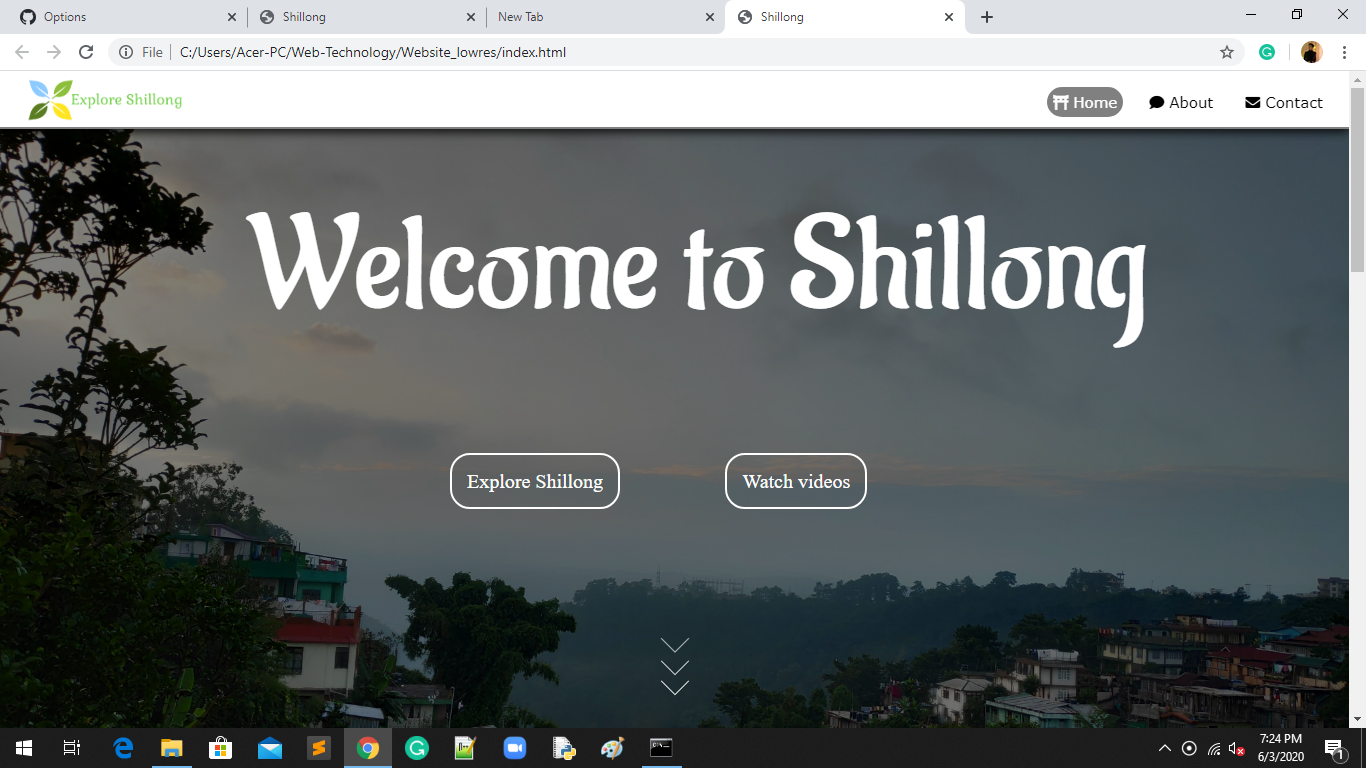 Options
Shillong
New Tab
Shillong
File
C:/Users/Acer-PC/Web-Technology/Website_lowres/index.html
Explore Shillong
Home
About
Contact
Welcome to Shillong
Explore Shillong
Watch videos
7:24 PM
6/3/2020
1